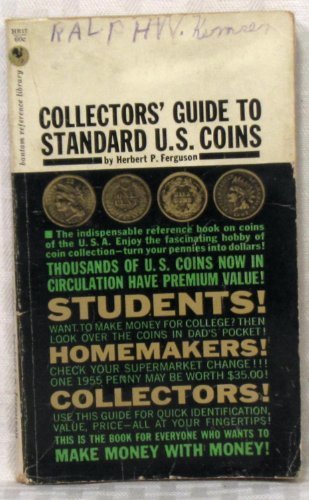 HR17
60¢
bantam reference library
RALPH W.
COLLECTORS' GUIDE TO
STANDARD U.S. COINS
by Herbert P. Ferguson
■ The indispensable reference book on coins
of the U.S.A. Enjoy the fascinating hobby of
coin collection—turn your pennies into dollars!
THOUSANDS OF U.S. COINS NOW IN
CIRCULATION HAVE PREMIUM VALUE!
STUDENTS!
WANT TO MAKE MONEY FOR COLLEGE? THEN
LOOK OVER THE COINS IN DAD'S POCKET!
HOMEMAKERS!
CHECK YOUR SUPERMARKET CHANGE!!!
ONE 1955 PENNY MAY BE WORTH $35.00!
COLLECTORS!
USE THIS GUIDE FOR QUICK IDENTIFICATION,
VALUE, PRICE—ALL AT YOUR FINGERTIPS!
THIS IS THE BOOK FOR EVERYONE WHO WANTS TO
MAKE MONEY WITH MONEY!